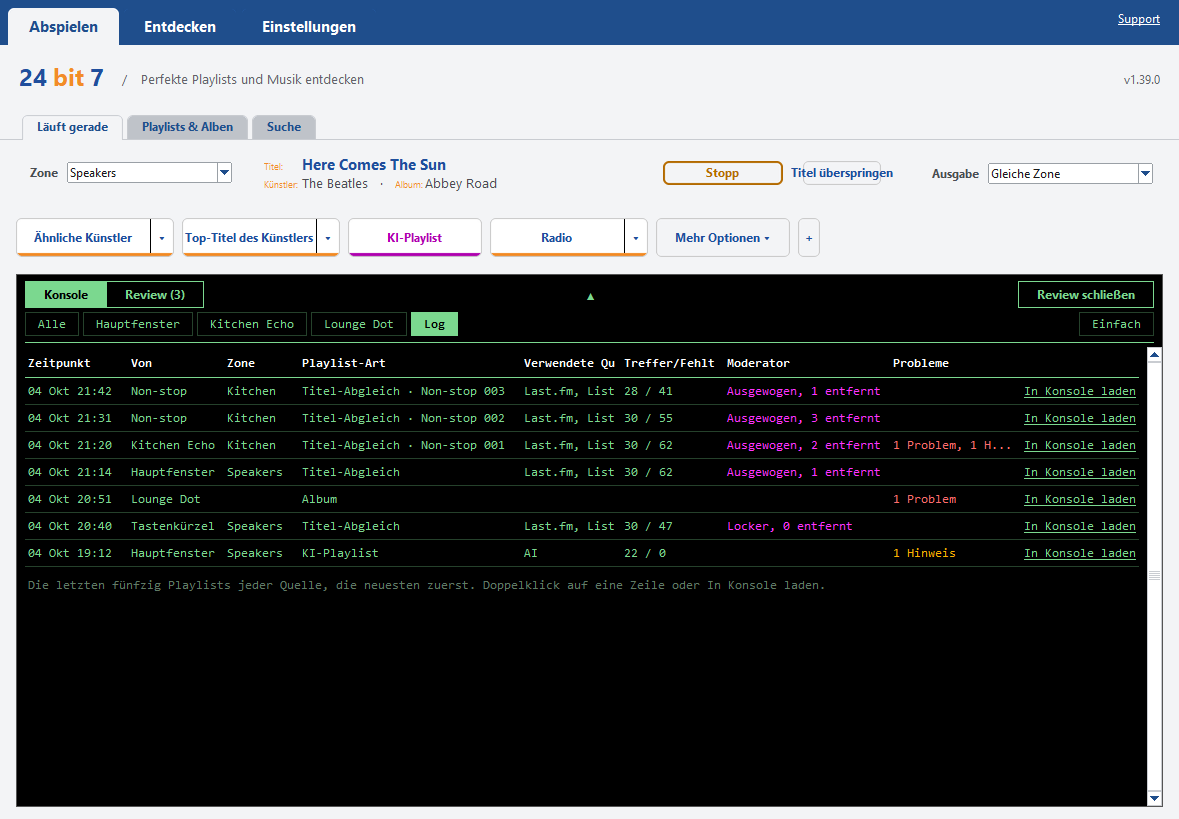 Abspielen Entdecken Einstellungen Support
24 bit 7 / Perfekte Playlists und Musik entdecken v1.39.0
Läuft gerade Playlists & Alben Suche
Zone Speakers Titel: Here Comes The Sun Stopp Titel überspringen Ausgabe Gleiche Zone
Künstler: The Beatles · Album: Abbey Road
Ähnliche Künstler Top-Titel des Künstlers KI-Playlist Radio Mehr Optionen +
Konsole Review (3) Review schließen
Alle Hauptfenster Kitchen Echo Lounge Dot Log Einfach
Zeitpunkt Von Zone Playlist-Art Verwendete Qu Treffer/Fehlt Moderator Probleme
04 Okt 21:42 Non-stop Kitchen Titel-Abgleich · Non-stop 003 Last.fm, List 28 / 41 Ausgewogen, 1 entfernt In Konsole laden
04 Okt 21:31 Non-stop Kitchen Titel-Abgleich · Non-stop 002 Last.fm, List 30 / 55 Ausgewogen, 3 entfernt In Konsole laden
04 Okt 21:20 Kitchen Echo Kitchen Titel-Abgleich · Non-stop 001 Last.fm, List 30 / 62 Ausgewogen, 2 entfernt 1 Problem, 1 H... In Konsole laden
04 Okt 21:14 Hauptfenster Speakers Titel-Abgleich Last.fm, List 30 / 62 Ausgewogen, 1 entfernt In Konsole laden
04 Okt 20:51 Lounge Dot Album 1 Problem In Konsole laden
04 Okt 20:40 Tastenkürzel Speakers Titel-Abgleich Last.fm, List 30 / 47 Locker, 0 entfernt In Konsole laden
04 Okt 19:12 Hauptfenster Speakers KI-Playlist AI 22 / 0 1 Hinweis In Konsole laden
Die letzten fünfzig Playlists jeder Quelle, die neuesten zuerst. Doppelklick auf eine Zeile oder In Konsole laden.